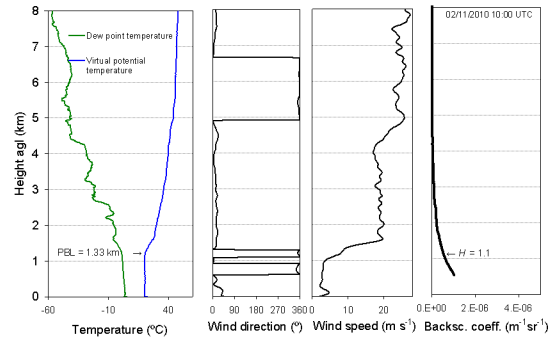 Height agl (km)
8
7
6
5
4
3
2
1
0
Dew point temperature
Virtual potential
temperature
PBL = 1.33 km
-60
-10
40
Temperature (ºC)
0
90
180
270
360
Wind direction (º)
0
10
20
Wind speed (m s⁻¹)
02/11/2010 10:00 UTC
← H = 1.1
0.E+00
2.E-06
4.E-06
Backsc. coeff. (m⁻¹sr⁻¹)